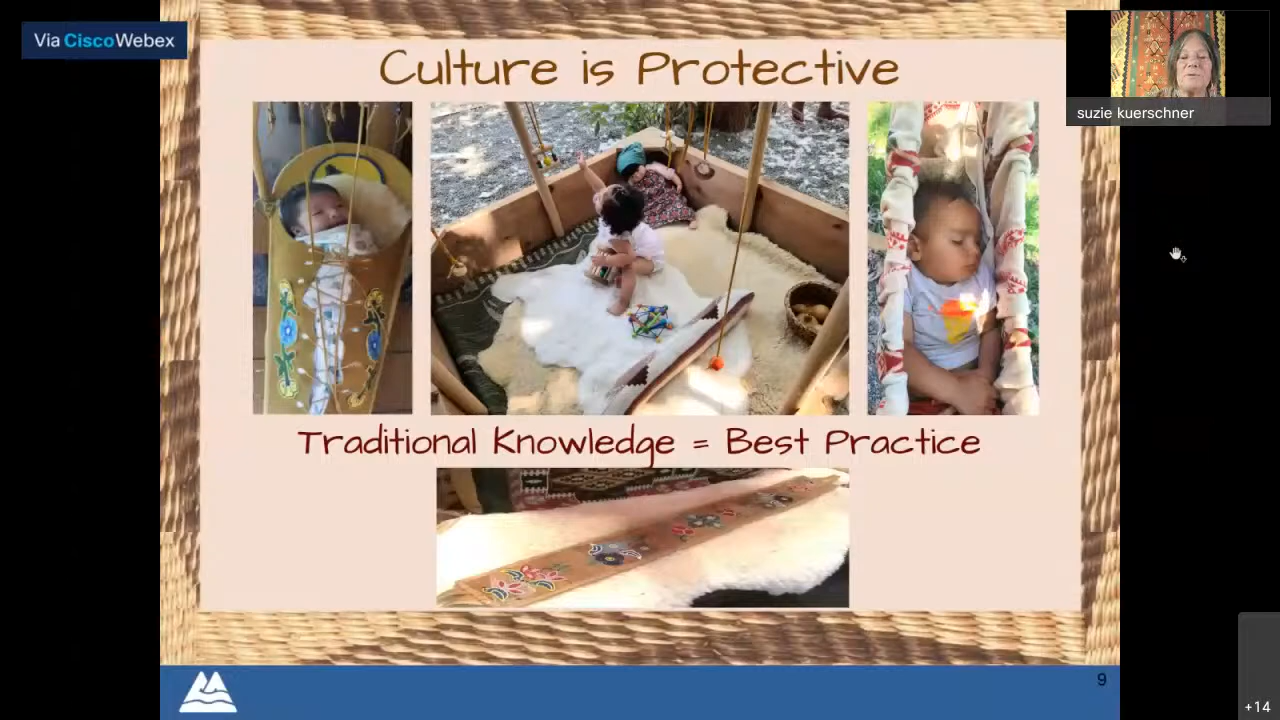 Via CiscoWebex
Culture is Protective
suzie kuerschner
Traditional Knowledge = Best Practice
9
+14